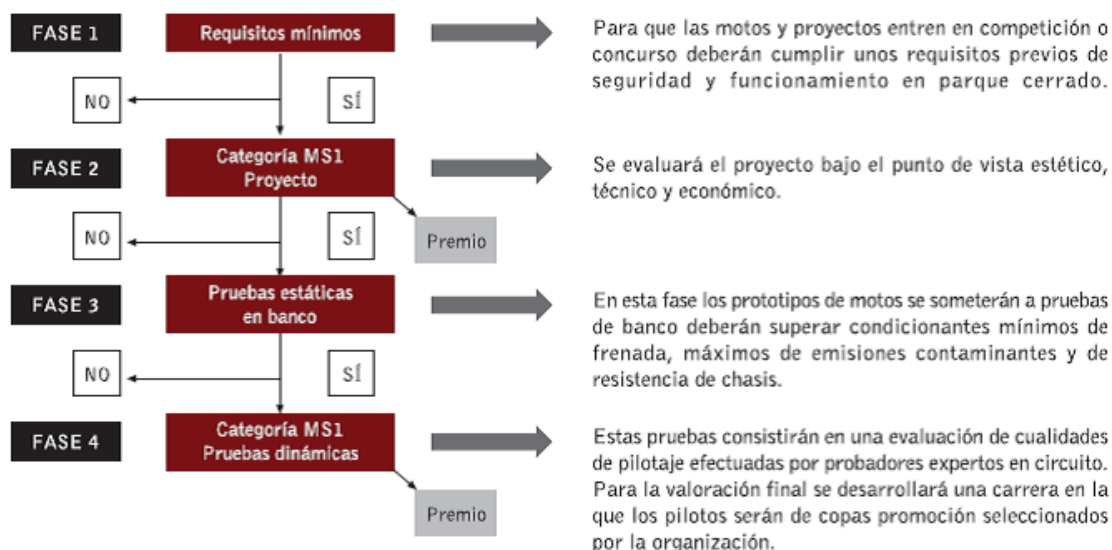 FASE 1
Requisitos mínimos
Para que las motos y proyectos entren en competición o
concurso deberán cumplir unos requisitos previos de
seguridad y funcionamiento en parque cerrado.
NO
SÍ
FASE 2
Categoría MS1
Proyecto
Se evaluará el proyecto bajo el punto de vista estético,
técnico y económico.
NO
SÍ
Premio
FASE 3
Pruebas estáticas
en banco
En esta fase los prototipos de motos se someterán a pruebas
de banco deberán superar condicionantes mínimos de
frenada, máximos de emisiones contaminantes y de
resistencia de chasis.
NO
SÍ
FASE 4
Categoría MS1
Pruebas dinámicas
Estas pruebas consistirán en una evaluación de cualidades
de pilotaje efectuadas por probadores expertos en circuito.
Para la valoración final se desarrollará una carrera en la
que los pilotos serán de copas promoción seleccionados
por la organización.
Premio